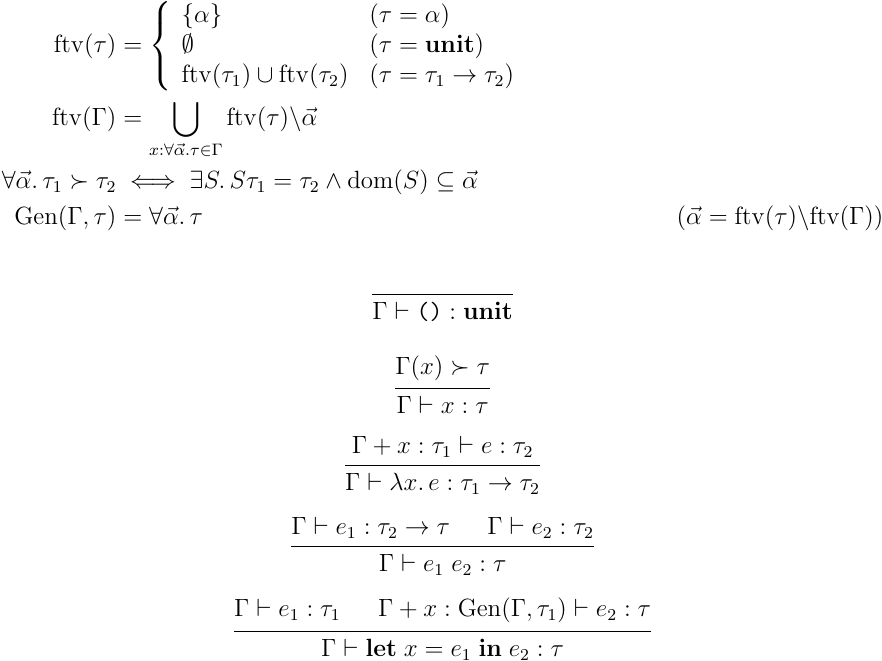 ftv(τ) = { {α} (τ = α)
∅ (τ = unit)
ftv(τ₁) ∪ ftv(τ₂) (τ = τ₁ → τ₂)
ftv(Γ) = ⋃ ftv(τ)\α⃗
x:∀α⃗.τ∈Γ
∀α⃗. τ₁ ≻ τ₂ ⟺ ∃S. Sτ₁ = τ₂ ∧ dom(S) ⊆ α⃗
Gen(Γ, τ) = ∀α⃗. τ (α⃗ = ftv(τ)\ftv(Γ))
Γ ⊢ () : unit
Γ(x) ≻ τ
Γ ⊢ x : τ
Γ + x : τ₁ ⊢ e : τ₂
Γ ⊢ λx. e : τ₁ → τ₂
Γ ⊢ e₁ : τ₂ → τ Γ ⊢ e₂ : τ₂
Γ ⊢ e₁ e₂ : τ
Γ ⊢ e₁ : τ₁ Γ + x : Gen(Γ, τ₁) ⊢ e₂ : τ
Γ ⊢ let x = e₁ in e₂ : τ